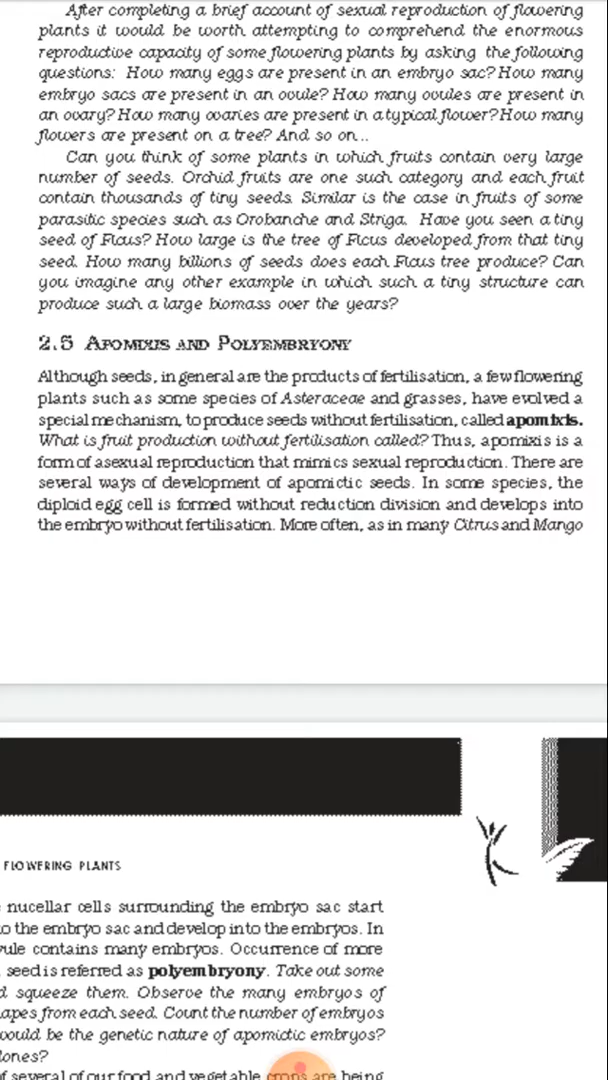 After completing a brief account of sexual reproduction of flowering
plants it would be worth attempting to comprehend the enormous
reproductive capacity of some flowering plants by asking the following
questions: How many eggs are present in an embryo sac? How many
embryo sacs are present in an ovule? How many ovules are present in
an ovary? How many ovaries are present in a typical flower? How many
flowers are present on a tree? And so on...
Can you think of some plants in which fruits contain very large
number of seeds. Orchid fruits are one such category and each fruit
contain thousands of tiny seeds. Similar is the case in fruits of some
parasitic species such as Orobanche and Striga. Have you seen a tiny
seed of Ficus? How large is the tree of Ficus developed from that tiny
seed. How many billions of seeds does each Ficus tree produce? Can
you imagine any other example in which such a tiny structure can
produce such a large biomass over the years?
2.5 APOMIXIS AND POLYEMBRYONY
Although seeds, in general are the products of fertilisation, a few flowering
plants such as some species of Asteraceae and grasses, have evolved a
special mechanism, to produce seeds without fertilisation, called apomixis.
What is fruit production without fertilisation called? Thus, apomixis is a
form of asexual reproduction that mimics sexual reproduction. There are
several ways of development of apomictic seeds. In some species, the
diploid egg cell is formed without reduction division and develops into
the embryo without fertilisation. More often, as in many Citrus and Mango
FLOWERING PLANTS
nucellar cells surrounding the embryo sac start
to the embryo sac and develop into the embryos. In
contains many embryos. Occurrence of more
seed is referred as polyembryony. Take out some
squeeze them. Observe the many embryos of
from each seed. Count the number of embryos
would be the genetic nature of apomictic embryos?
of several of our food and vegetable crops are being